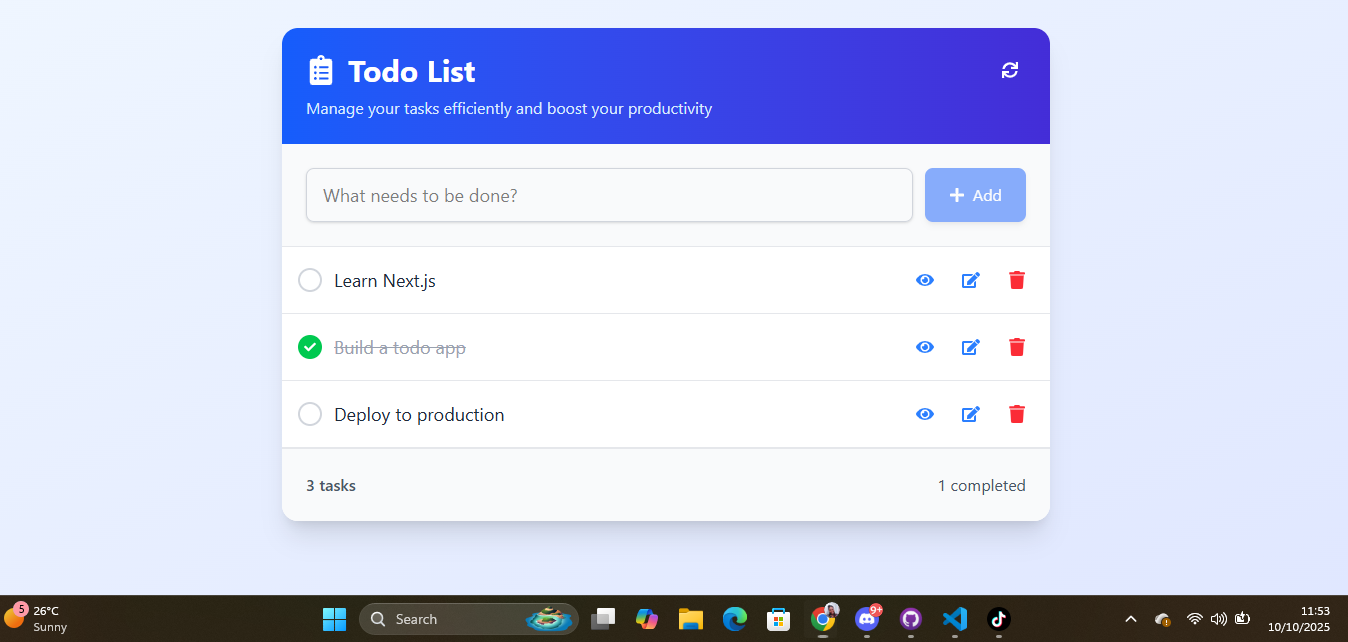 Todo List
Manage your tasks efficiently and boost your productivity
What needs to be done?
Add
Learn Next.js
Build a todo app
Deploy to production
3 tasks
1 completed
5
26°C
Sunny
Search
9+
11:53
10/10/2025